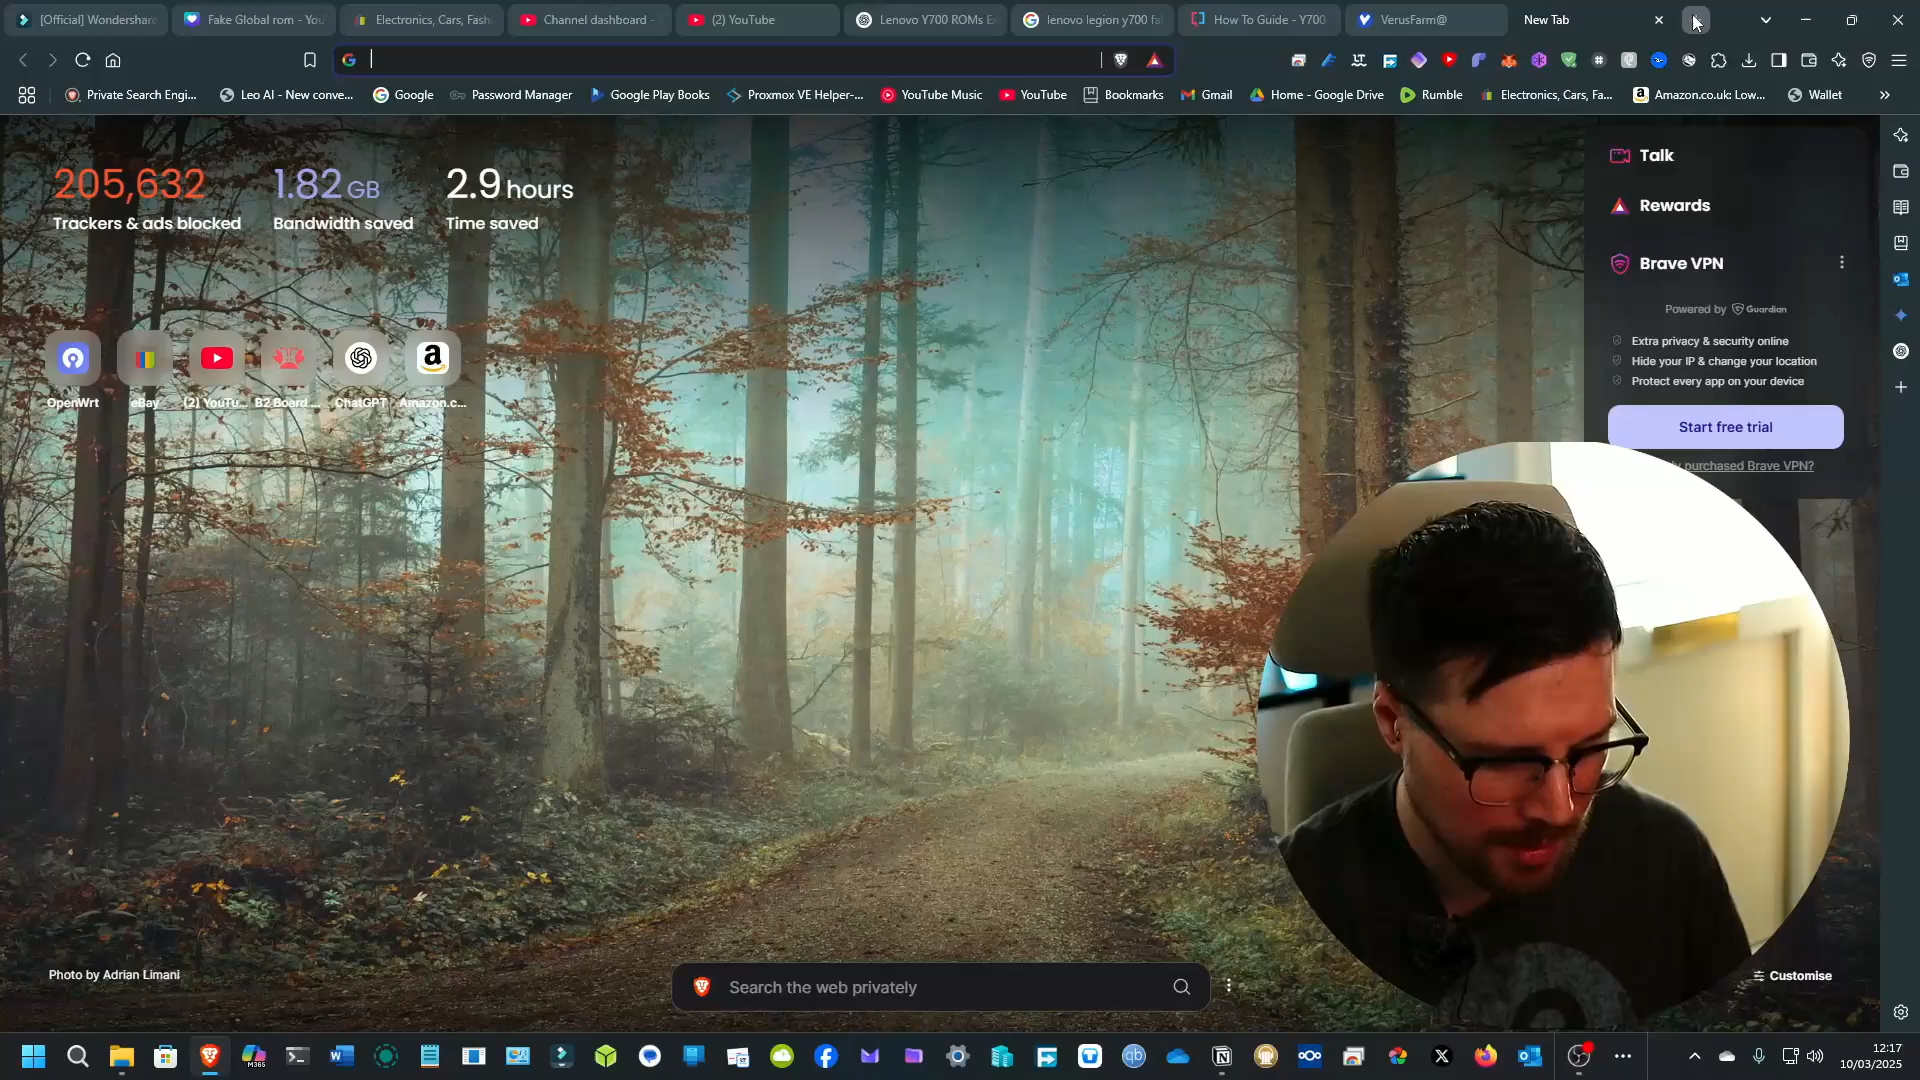 [Official] Wondershare
Fake Global rom - You
Electronics, Cars, Fash
Channel dashboard -
(2) YouTube
Lenovo Y700 ROMs E
lenovo legion y700 fa
How To Guide - Y700
VerusFarm@
New Tab
Private Search Engi...
Leo AI - New conve...
Google
Password Manager
Google Play Books
Proxmox VE Helper-...
YouTube Music
YouTube
Bookmarks
Gmail
Home - Google Drive
Rumble
Electronics, Cars, Fa...
Amazon.co.uk: Low...
Wallet
205,632
Trackers & ads blocked
1.82 GB
Bandwidth saved
2.9 hours
Time saved
Talk
Rewards
Brave VPN
Powered by Guardian
Extra privacy & security online
Hide your IP & change your location
Protect every app on your device
Start free trial
purchased Brave VPN?
OpenWrt
eBay
(2) YouTu...
B2 Board ...
ChatGPT
Amazon.c...
Photo by Adrian Limani
Search the web privately
Customise
M365
12:17
10/03/2025